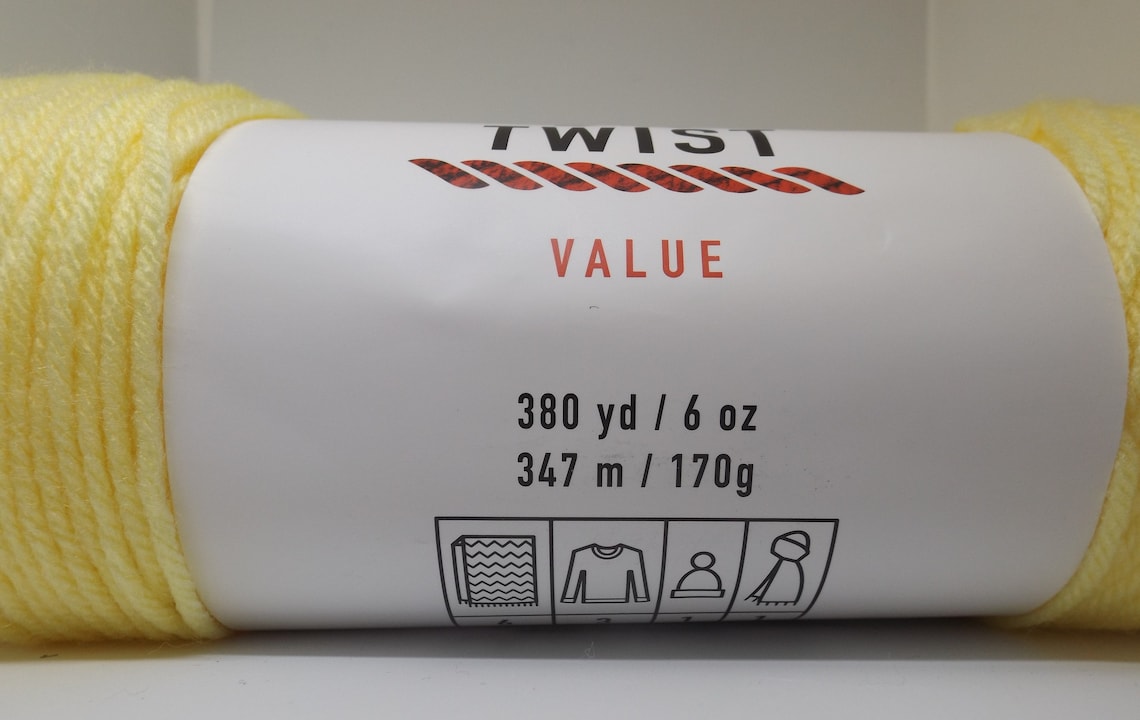 TWIST
VALUE
380 yd / 6 oz
347 m / 170g